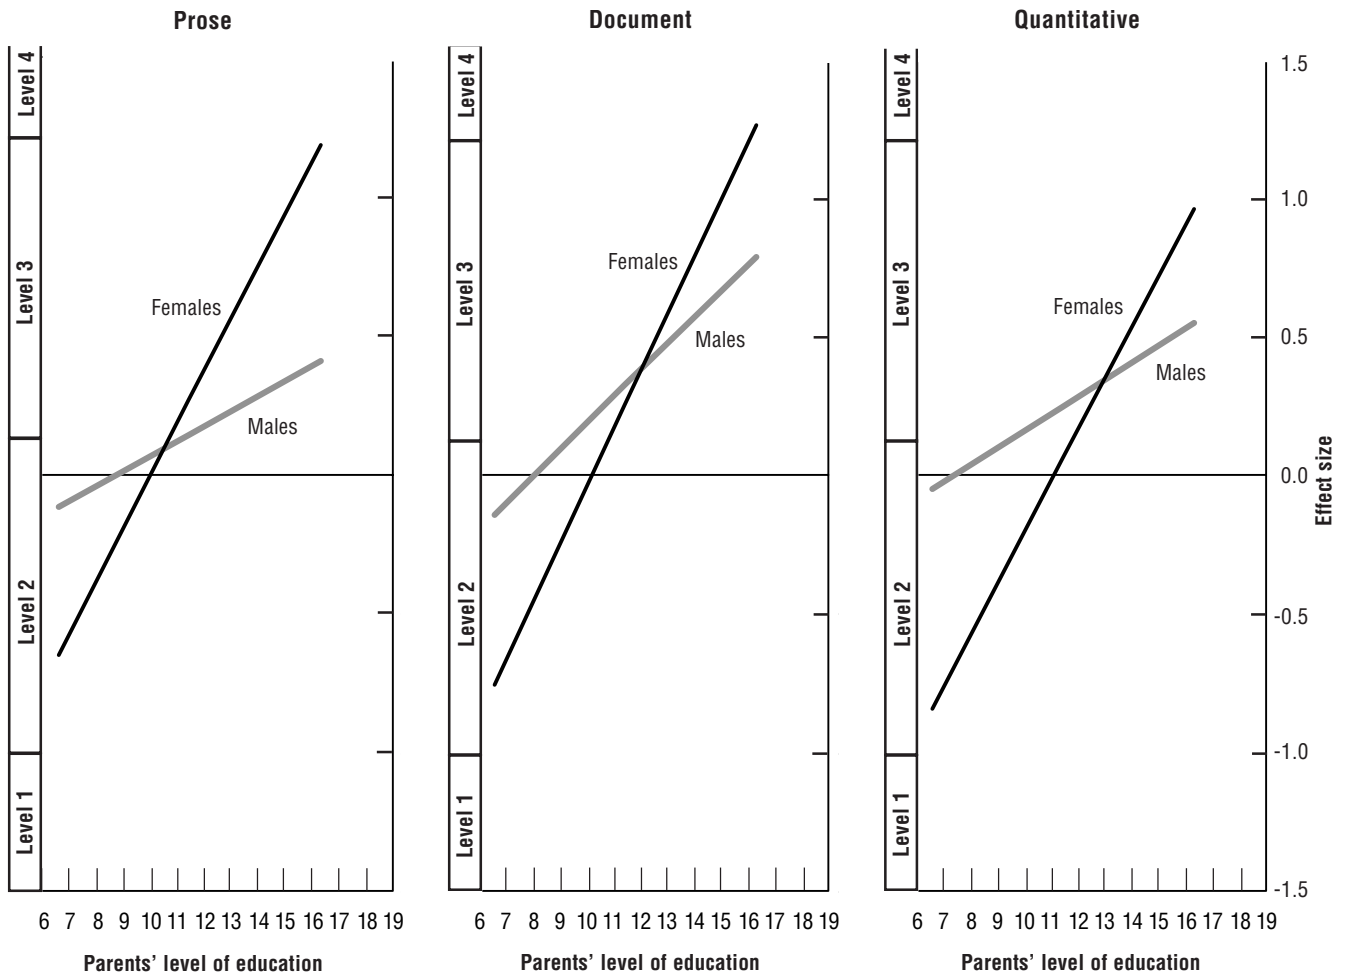 Prose
Document
Quantitative
Level 4
Level 3
Level 2
Level 1
Females
Males
6 7 8 9 10 11 12 13 14 15 16 17 19
Parents' level of education
Level 4
Level 3
Level 2
Level 1
Females
Males
6 7 8 9 10 11 12 13 14 15 16 17 19
Parents' level of education
Level 4
Level 3
Level 2
Level 1
Females
Males
6 7 8 9 10 11 12 13 14 15 16 17 19
Parents' level of education
1.5
1.0
0.5
0.0
-0.5
-1.0
-1.5
Effect size